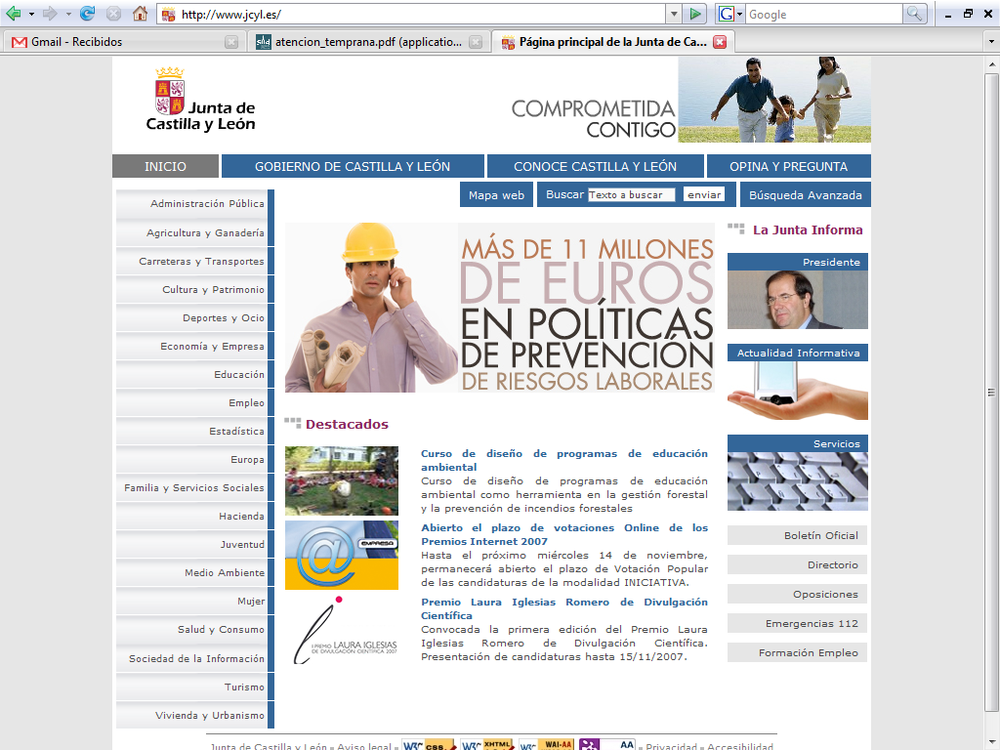 http://www.jcyl.es/
Google
Gmail - Recibidos
atencion_temprana.pdf (applicatio...
Página principal de la Junta de Ca...
Junta de
Castilla y León
COMPROMETIDA
CONTIGO
INICIO
GOBIERNO DE CASTILLA Y LEÓN
CONOCE CASTILLA Y LEÓN
OPINA Y PREGUNTA
Mapa web
Buscar Texto a buscar enviar
Búsqueda Avanzada
Administración Pública
Agricultura y Ganadería
Carreteras y Transportes
Cultura y Patrimonio
Deportes y Ocio
Economía y Empresa
Educación
Empleo
Estadística
Europa
Familia y Servicios Sociales
Hacienda
Juventud
Medio Ambiente
Mujer
Salud y Consumo
Sociedad de la Información
Turismo
Vivienda y Urbanismo
MÁS DE 11 MILLONES
DE EUROS
EN POLÍTICAS
DE PREVENCIÓN
DE RIESGOS LABORALES
Destacados
Curso de diseño de programas de educación
ambiental
Curso de diseño de programas de educación
ambiental como herramienta en la gestión forestal
y la prevención de incendios forestales
EMPRESA
Abierto el plazo de votaciones Online de los
Premios Internet 2007
Hasta el próximo miércoles 14 de noviembre,
permanecerá abierto el plazo de Votación Popular
de las candidaturas de la modalidad INICIATIVA.
I PREMIO LAURA IGLESIAS
DE DIVULGACIÓN CIENTÍFICA 2007
Premio Laura Iglesias Romero de Divulgación
Científica
Convocada la primera edición del Premio Laura
Iglesias Romero de Divulgación Científica.
Presentación de candidaturas hasta 15/11/2007.
La Junta Informa
Presidente
Actualidad Informativa
Servicios
Boletín Oficial
Directorio
Oposiciones
Emergencias 112
Formación Empleo
Junta de Castilla y León Aviso legal W3C CSS W3C XHTML W3C WAI-AA AA Privacidad Accesibilidad